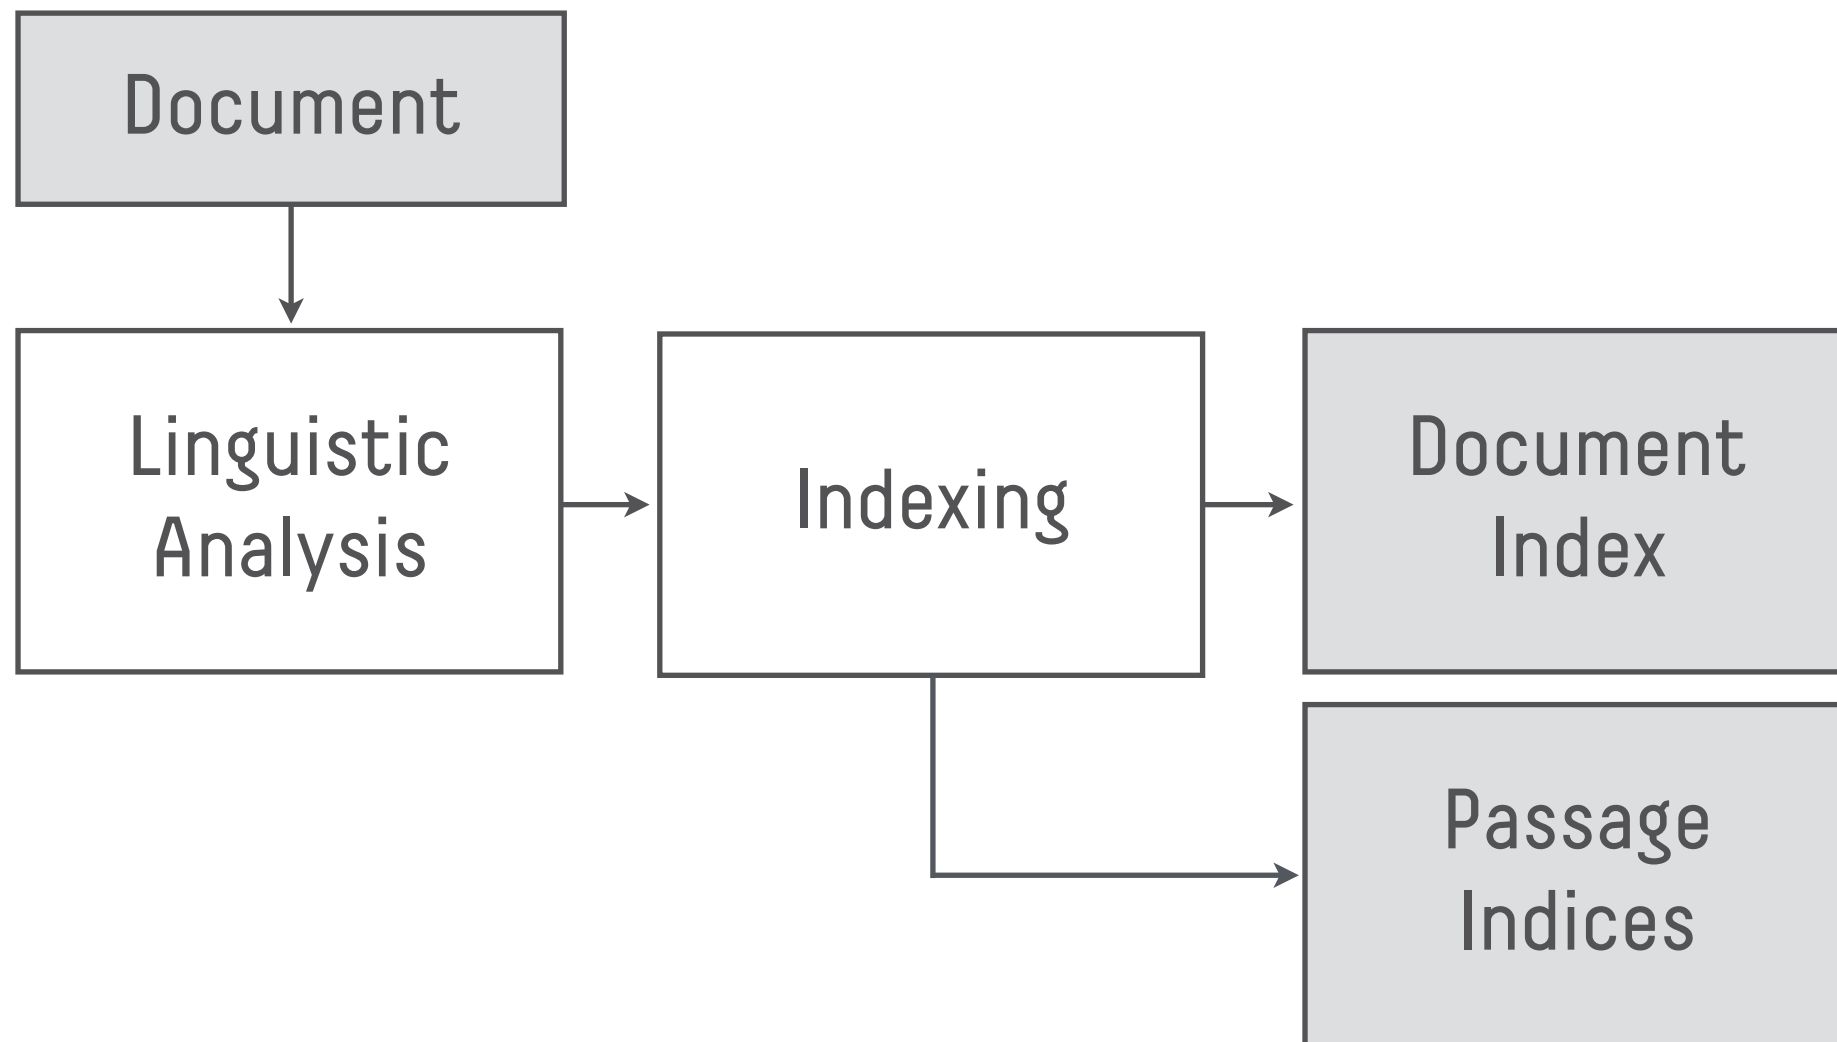 Document
Linguistic
Analysis
Indexing
Document
Index
Passage
Indices